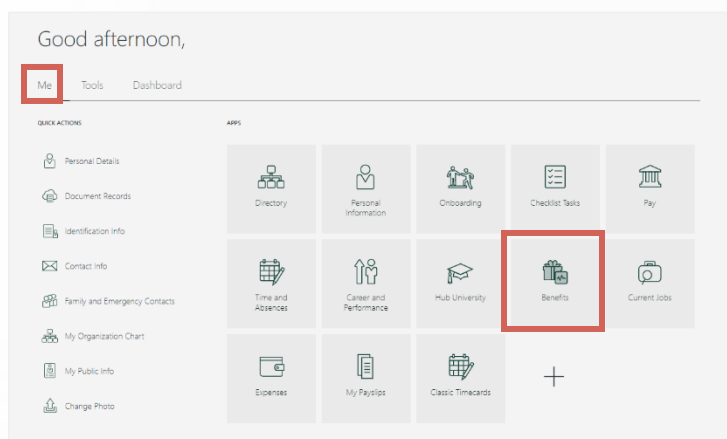 Good afternoon,
Me Tools Dashboard
QUICK ACTIONS
Personal Details
Document Records
Identification Info
Contact Info
Family and Emergency Contacts
My Organization Chart
My Public Info
Change Photo
APPS
Directory
Personal
Information
Onboarding
Checklist Tasks
Pay
Time and
Absences
Career and
Performance
Hub University
Benefits
Current Jobs
Expenses
My Payslips
Classic Timecards